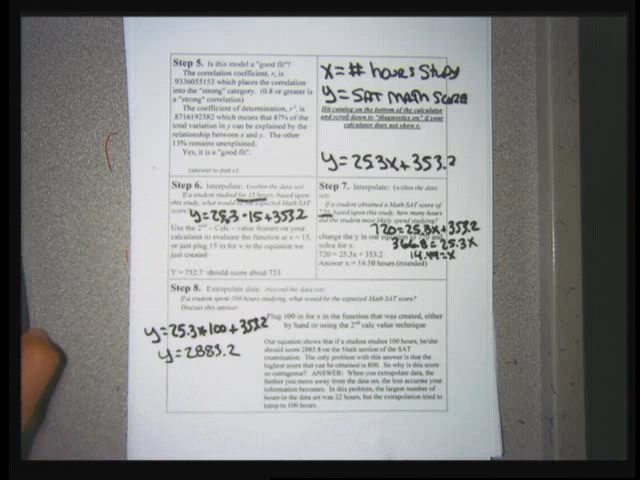 Step 5. Is this model a "good fit"?
The correlation coefficient, r, is
.9336055153 which places the correlation
into the "strong" category. (0.8 or greater is
a "strong" correlation)
The coefficient of determination, r², is
.8716192582 which means that 87% of the
total variation in y can be explained by the
relationship between x and y. The other
13% remains unexplained.
Yes, it is a "good fit".
(answer to part c)
x = # hours study
y = SAT Math Score
Hit catalog on the bottom of the calculator
and scroll down to "diagnostics on" if your
calculator does not show r.
y = 25.3x + 353.2
Step 6. Interpolate: (within the data set)
If a student studied for 15 hours, based upon
this study, what would be the expected Math SAT
score?
y = 25.3 · 15 + 353.2
Use the 2nd – Calc – value feature on your
calculator to evaluate the function at x = 15,
or just plug 15 in for x in the equation we
just created
Y = 732.7 should score about 733
Step 7. Interpolate: (within the data
set)
If a student obtained a Math SAT score of
based upon this study, how many hours
did the student most likely spend studying?
720 = 25.3x + 353.2
change the y in our equation to 720 and
solve for x.
366.8 = 25.3x
720 = 25.3x + 353.2
14.49 = x
Answer x = 14.50 hours (rounded)
Step 8. Extrapolate data: (beyond the data set)
If a student spent 100 hours studying, what would be the expected Math SAT score?
Discuss this answer.
Plug 100 in for x in the function that was created, either
by hand or using the 2nd calc value technique
y = 25.3 * 100 + 353.2
y = 2883.2
Our equation shows that if a student studies 100 hours, he/she
should score 2885.8 on the Math section of the SAT
examination. The only problem with this answer is that the
highest score that can be obtained is 800. So why is this score
so outrageous? ANSWER: When you extrapolate data, the
further you move away from the data set, the less accurate your
information becomes. In this problem, the largest number of
hours in the data set was 22 hours, but the extrapolation tried to
jump to 100 hours.